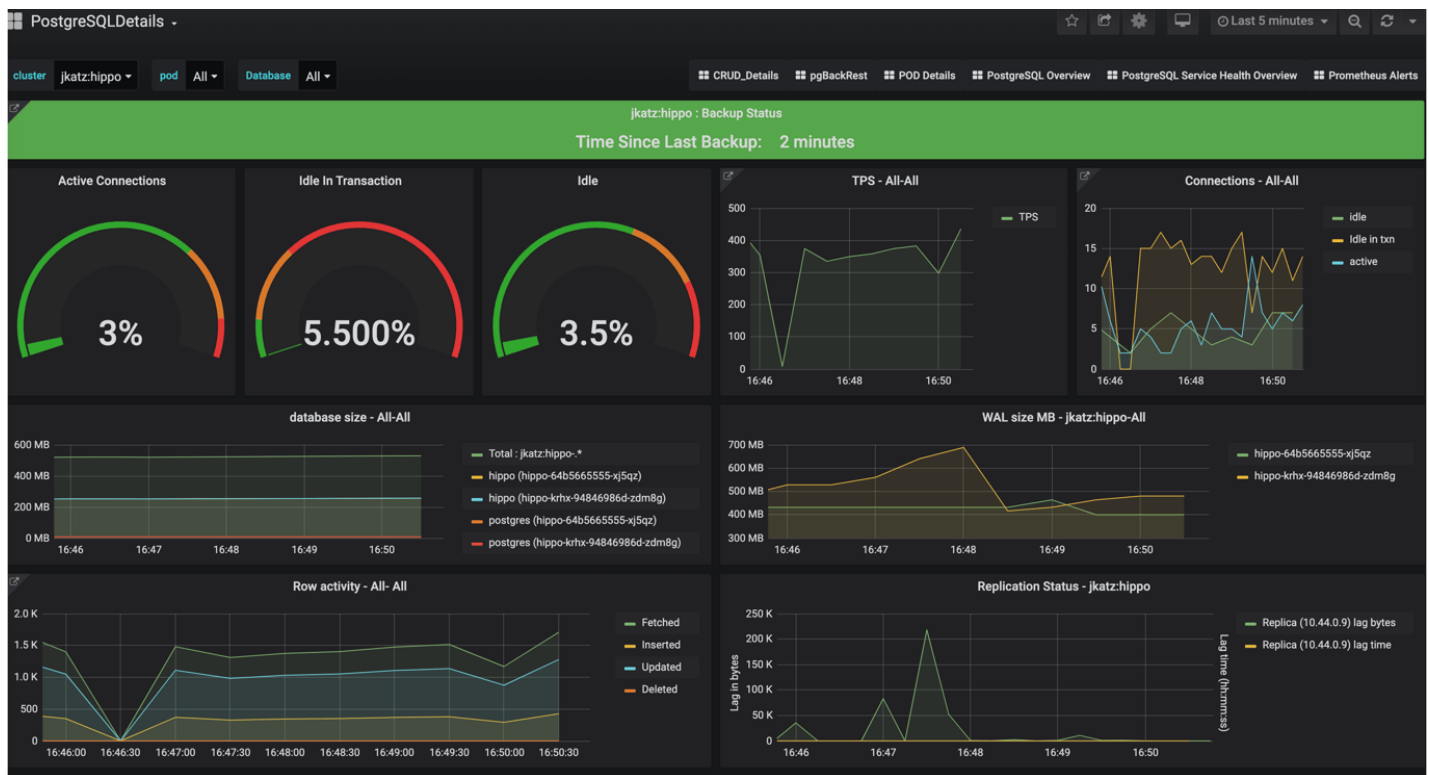 PostgreSQLDetails
Last 5 minutes
cluster jkatz:hippo pod All Database All
CRUD_Details pgBackRest POD Details PostgreSQL Overview PostgreSQL Service Health Overview Prometheus Alerts
jkatz:hippo : Backup Status
Time Since Last Backup: 2 minutes
Active Connections
3%
Idle In Transaction
5.500%
Idle
3.5%
TPS - All-All
500
400
300
200
100
0
16:46 16:48 16:50
TPS
Connections - All-All
20
15
10
5
0
16:46 16:48 16:50
idle
Idle in txn
active
database size - All-All
600 MB
400 MB
200 MB
0 MB
16:46 16:47 16:48 16:49 16:50
Total : jkatz:hippo-.*
hippo (hippo-64b5665555-xj5qz)
hippo (hippo-krhx-94846986d-zdm8g)
postgres (hippo-64b5665555-xj5qz)
postgres (hippo-krhx-94846986d-zdm8g)
WAL size MB - jkatz:hippo-All
700 MB
600 MB
500 MB
400 MB
300 MB
16:46 16:47 16:48 16:49 16:50
hippo-64b5665555-xj5qz
hippo-krhx-94846986d-zdm8g
Row activity - All- All
2.0 K
1.5 K
1.0 K
500
0
16:46:00 16:46:30 16:47:00 16:47:30 16:48:00 16:48:30 16:49:00 16:49:30 16:50:00 16:50:30
Fetched
Inserted
Updated
Deleted
Replication Status - jkatz:hippo
Lag in bytes
250 K
200 K
150 K
100 K
50 K
0
16:46 16:47 16:48 16:49 16:50
Lag time (hh:mm:ss)
Replica (10.44.0.9) lag bytes
Replica (10.44.0.9) lag time